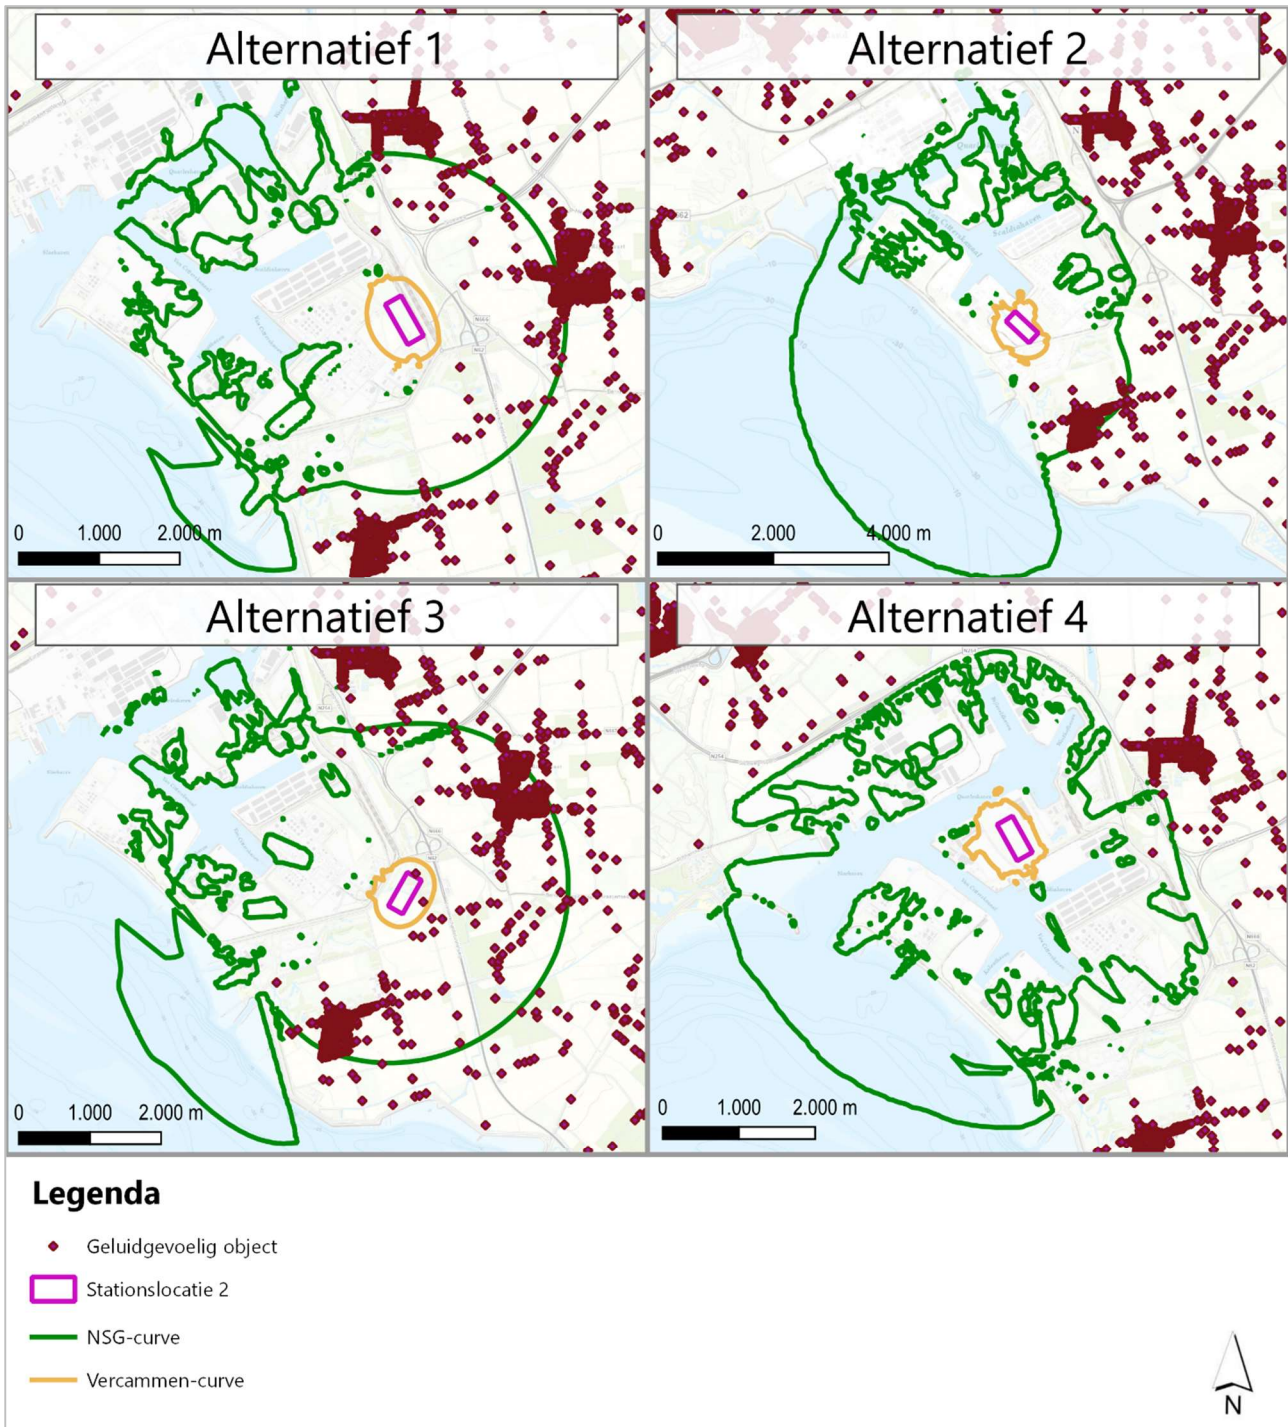 Alternatief 1
Alternatief 2
0 1.000 2.000 m
0 2.000 4.000 m
Alternatief 3
Alternatief 4
0 1.000 2.000 m
0 1.000 2.000 m
Legenda
Geluidgevoelig object
Stationslocatie 2
NSG-curve
Vercammen-curve
N